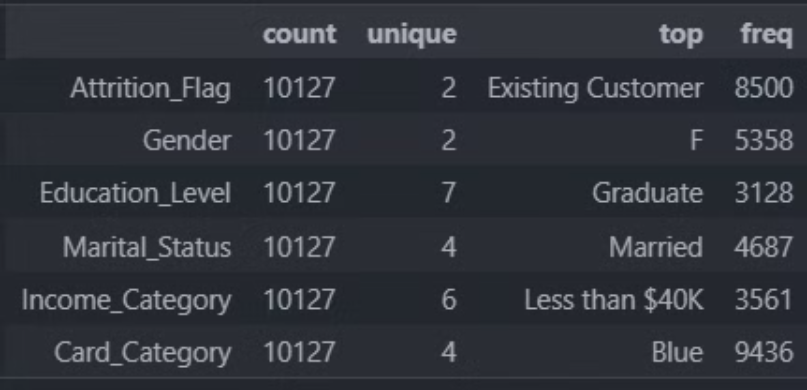 count unique top freq
Attrition_Flag 10127 2 Existing Customer 8500
Gender 10127 2 F 5358
Education_Level 10127 7 Graduate 3128
Marital_Status 10127 4 Married 4687
Income_Category 10127 6 Less than $40K 3561
Card_Category 10127 4 Blue 9436